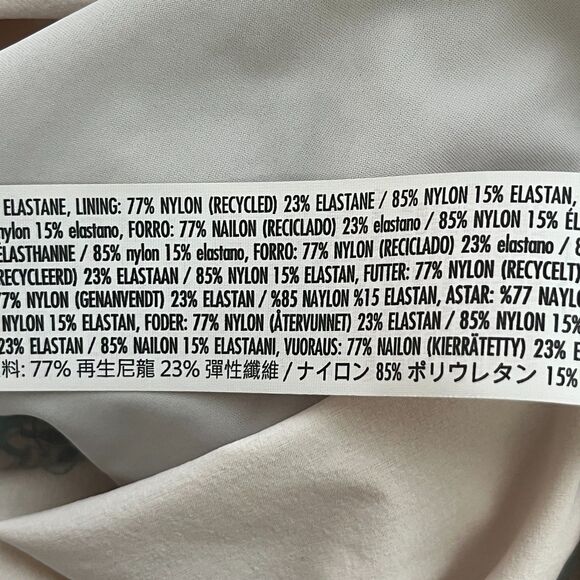 ELASTANE, LINING: 77% NYLON (RECYCLED) 23% ELASTANE / 85% NYLON 15% ELASTAN,
nylon 15% elastano, FORRO: 77% NAILON (RECICLADO) 23% elastano / 85% NYLON 15% ÉL
ELASTHANNE / 85% nylon 15% elastano, FORRO: 77% NYLON (RECICLADO) 23% elastano / 8
RECYCLEERD) 23% ELASTAAN / 85% NYLON 15% ELASTAN, FUTTER: 77% NYLON (RECYCELT)
77% NYLON (GENANVENDT) 23% ELASTAN / %85 NAYLON %15 ELASTAN, ASTAR: %77 NAYL
NYLON 15% ELASTAN, FODER: 77% NYLON (ÅTERVUNNET) 23% ELASTAN / 85% NYLON 15%
23% ELASTAN / 85% NAILON 15% ELASTAANI, VUORAUS: 77% NAILON (KIERRÄTETTY) 23% E
料: 77% 再生尼龍 23% 彈性纖維 / ナイロン 85% ポリウレタン 15%